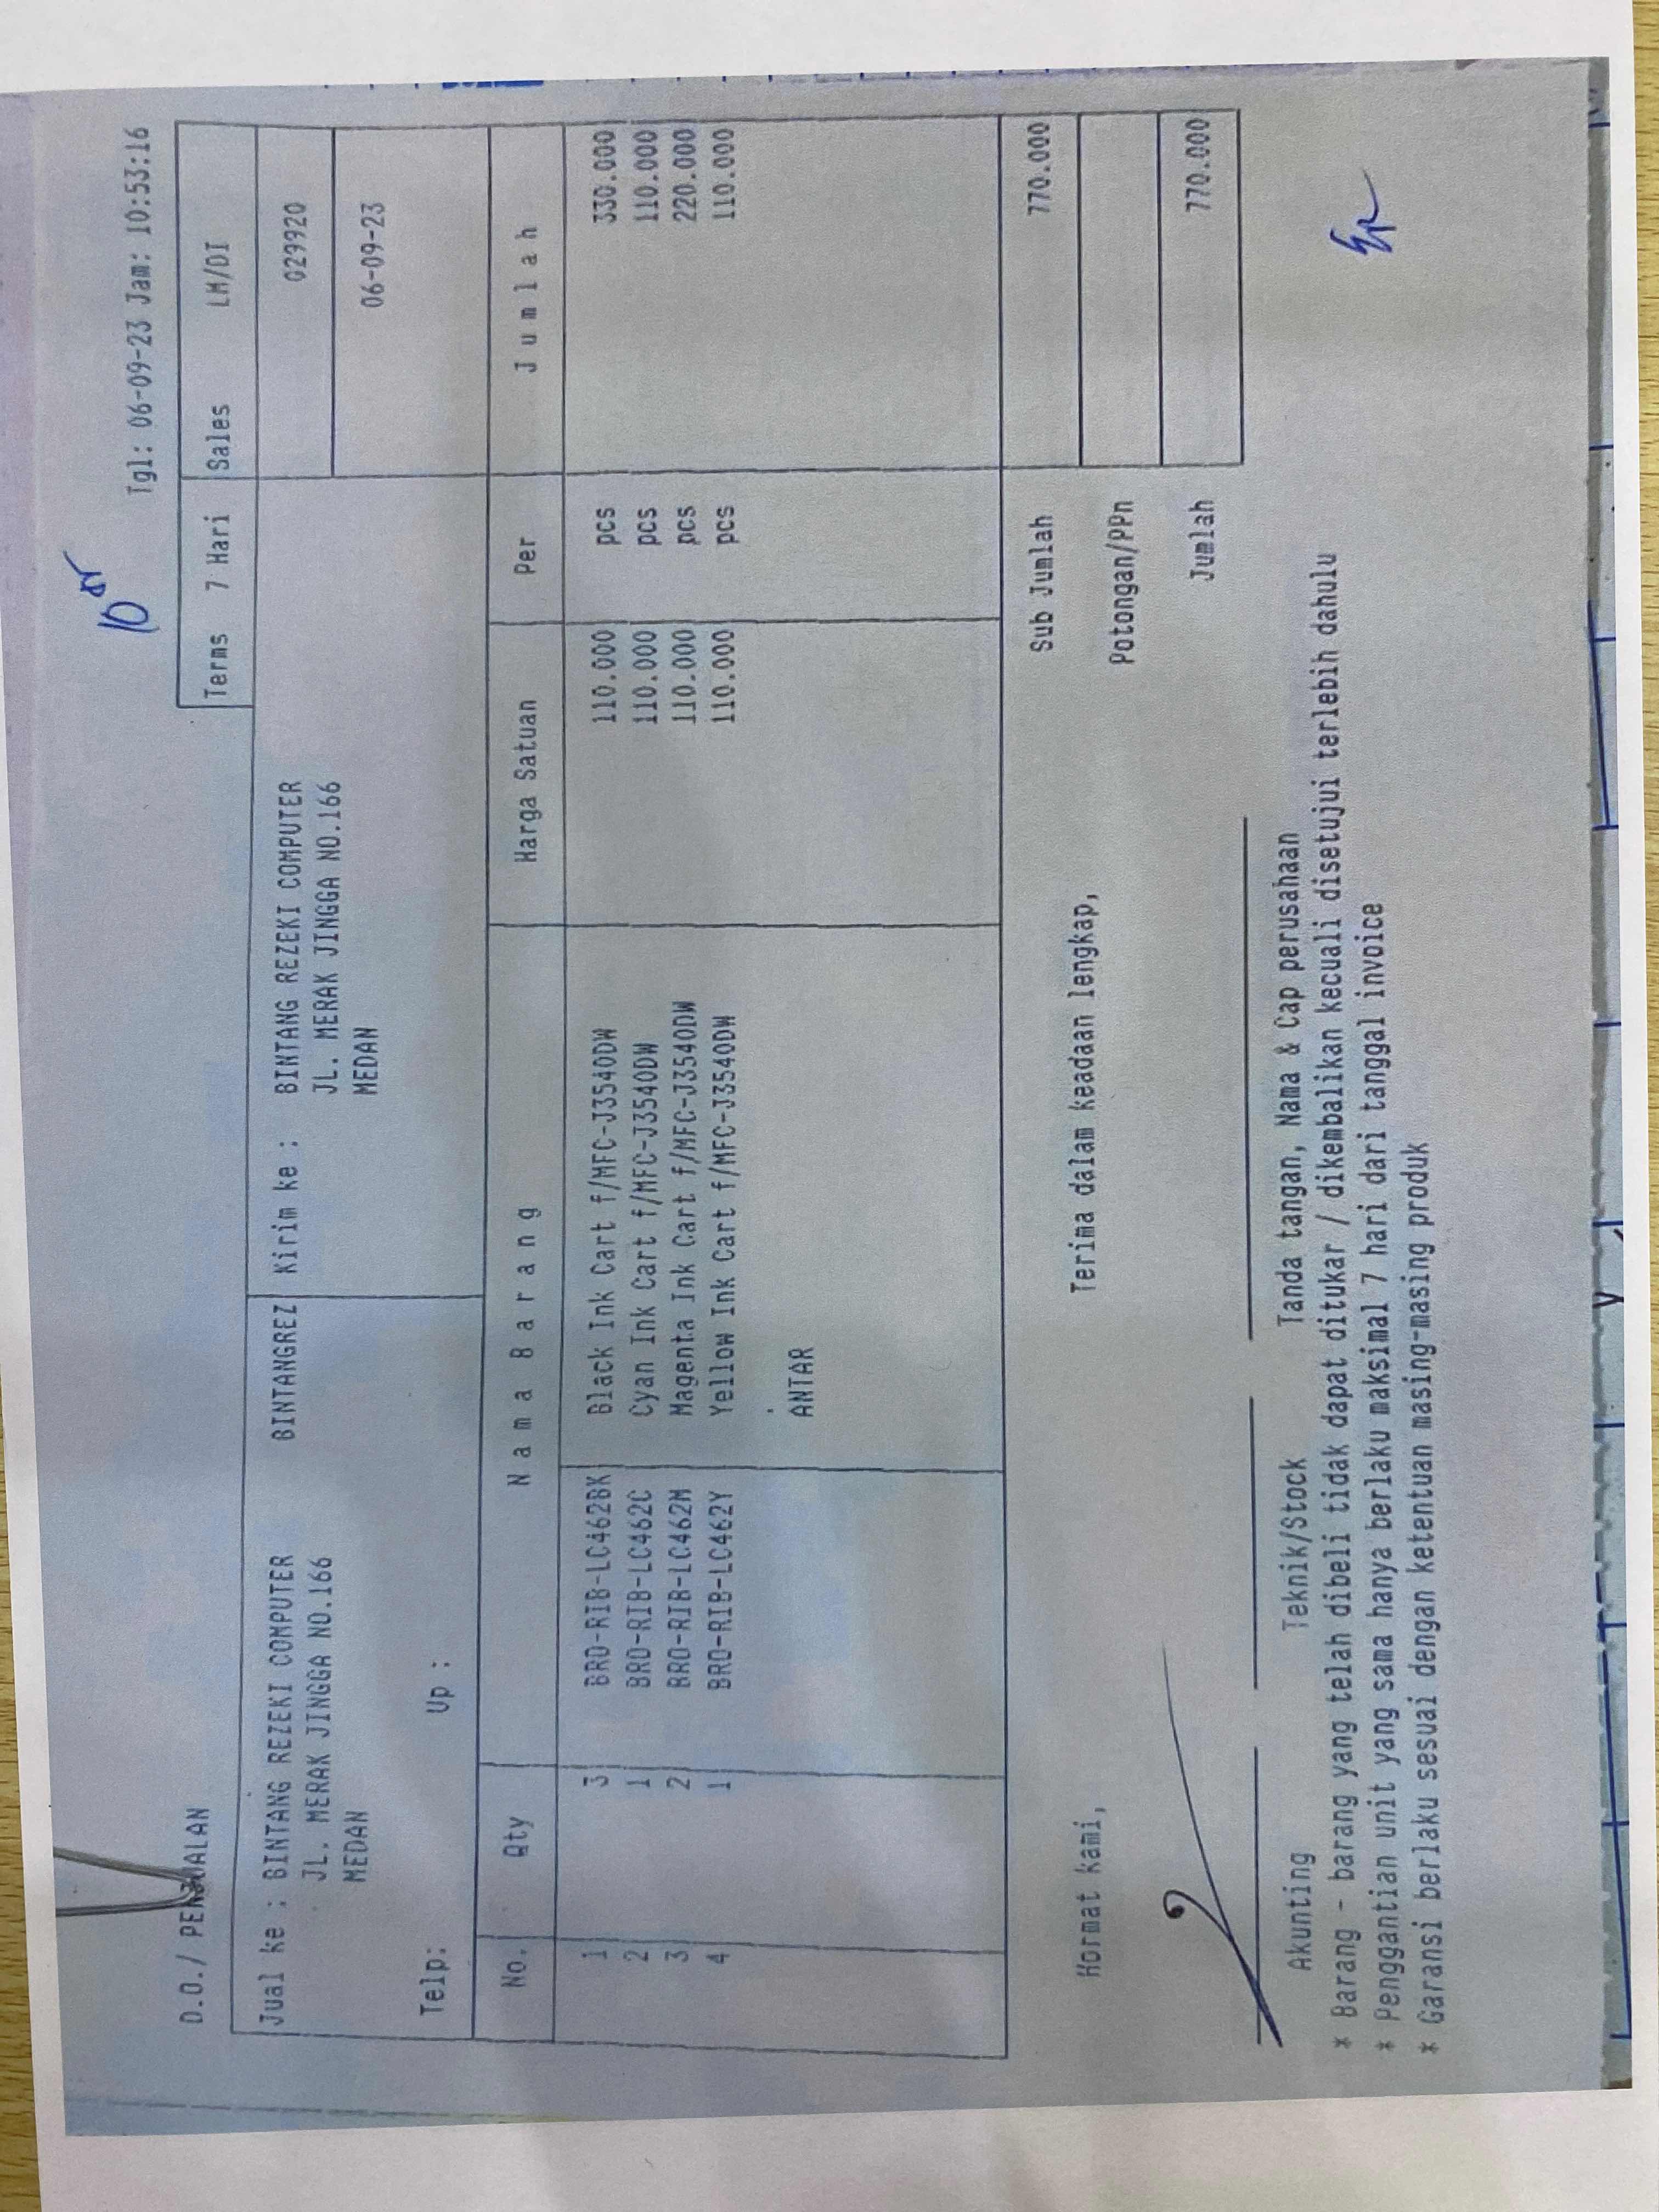 Tgl: 06-09-23 Jam: 10:53:16
D.O./ PENJUALAN
Terms 7 Hari Sales LM/DI
Jual ke : BINTANG REZEKI COMPUTER BINTANGREZ Kirim ke : BINTANG REZEKI COMPUTER 029920
JL. MERAK JINGGA NO.166 JL. MERAK JINGGA NO.166
MEDAN MEDAN 06-09-23
Telp: Up :
No. Qty N a m a B a r a n g Harga Satuan Per J u m l a h
1 3 BRO-RIB-LC462BK Black Ink Cart f/MFC-J3540DW 110.000 pcs 330.000
2 1 BRO-RIB-LC462C Cyan Ink Cart f/MFC-J3540DW 110.000 pcs 110.000
3 2 BRO-RIB-LC462M Magenta Ink Cart f/MFC-J3540DW 110.000 pcs 220.000
4 1 BRO-RIB-LC462Y Yellow Ink Cart f/MFC-J3540DW 110.000 pcs 110.000
ANTAR
Sub Jumlah 770.000
Hormat kami, Terima dalam keadaan lengkap,
Potongan/PPn
Jumlah 770.000
Akunting Teknik/Stock Tanda tangan, Nama & Cap perusahaan
* Barang - barang yang telah dibeli tidak dapat ditukar / dikembalikan kecuali disetujui terlebih dahulu
* Penggantian unit yang sama hanya berlaku maksimal 7 hari dari tanggal invoice
* Garansi berlaku sesuai dengan ketentuan masing-masing produk